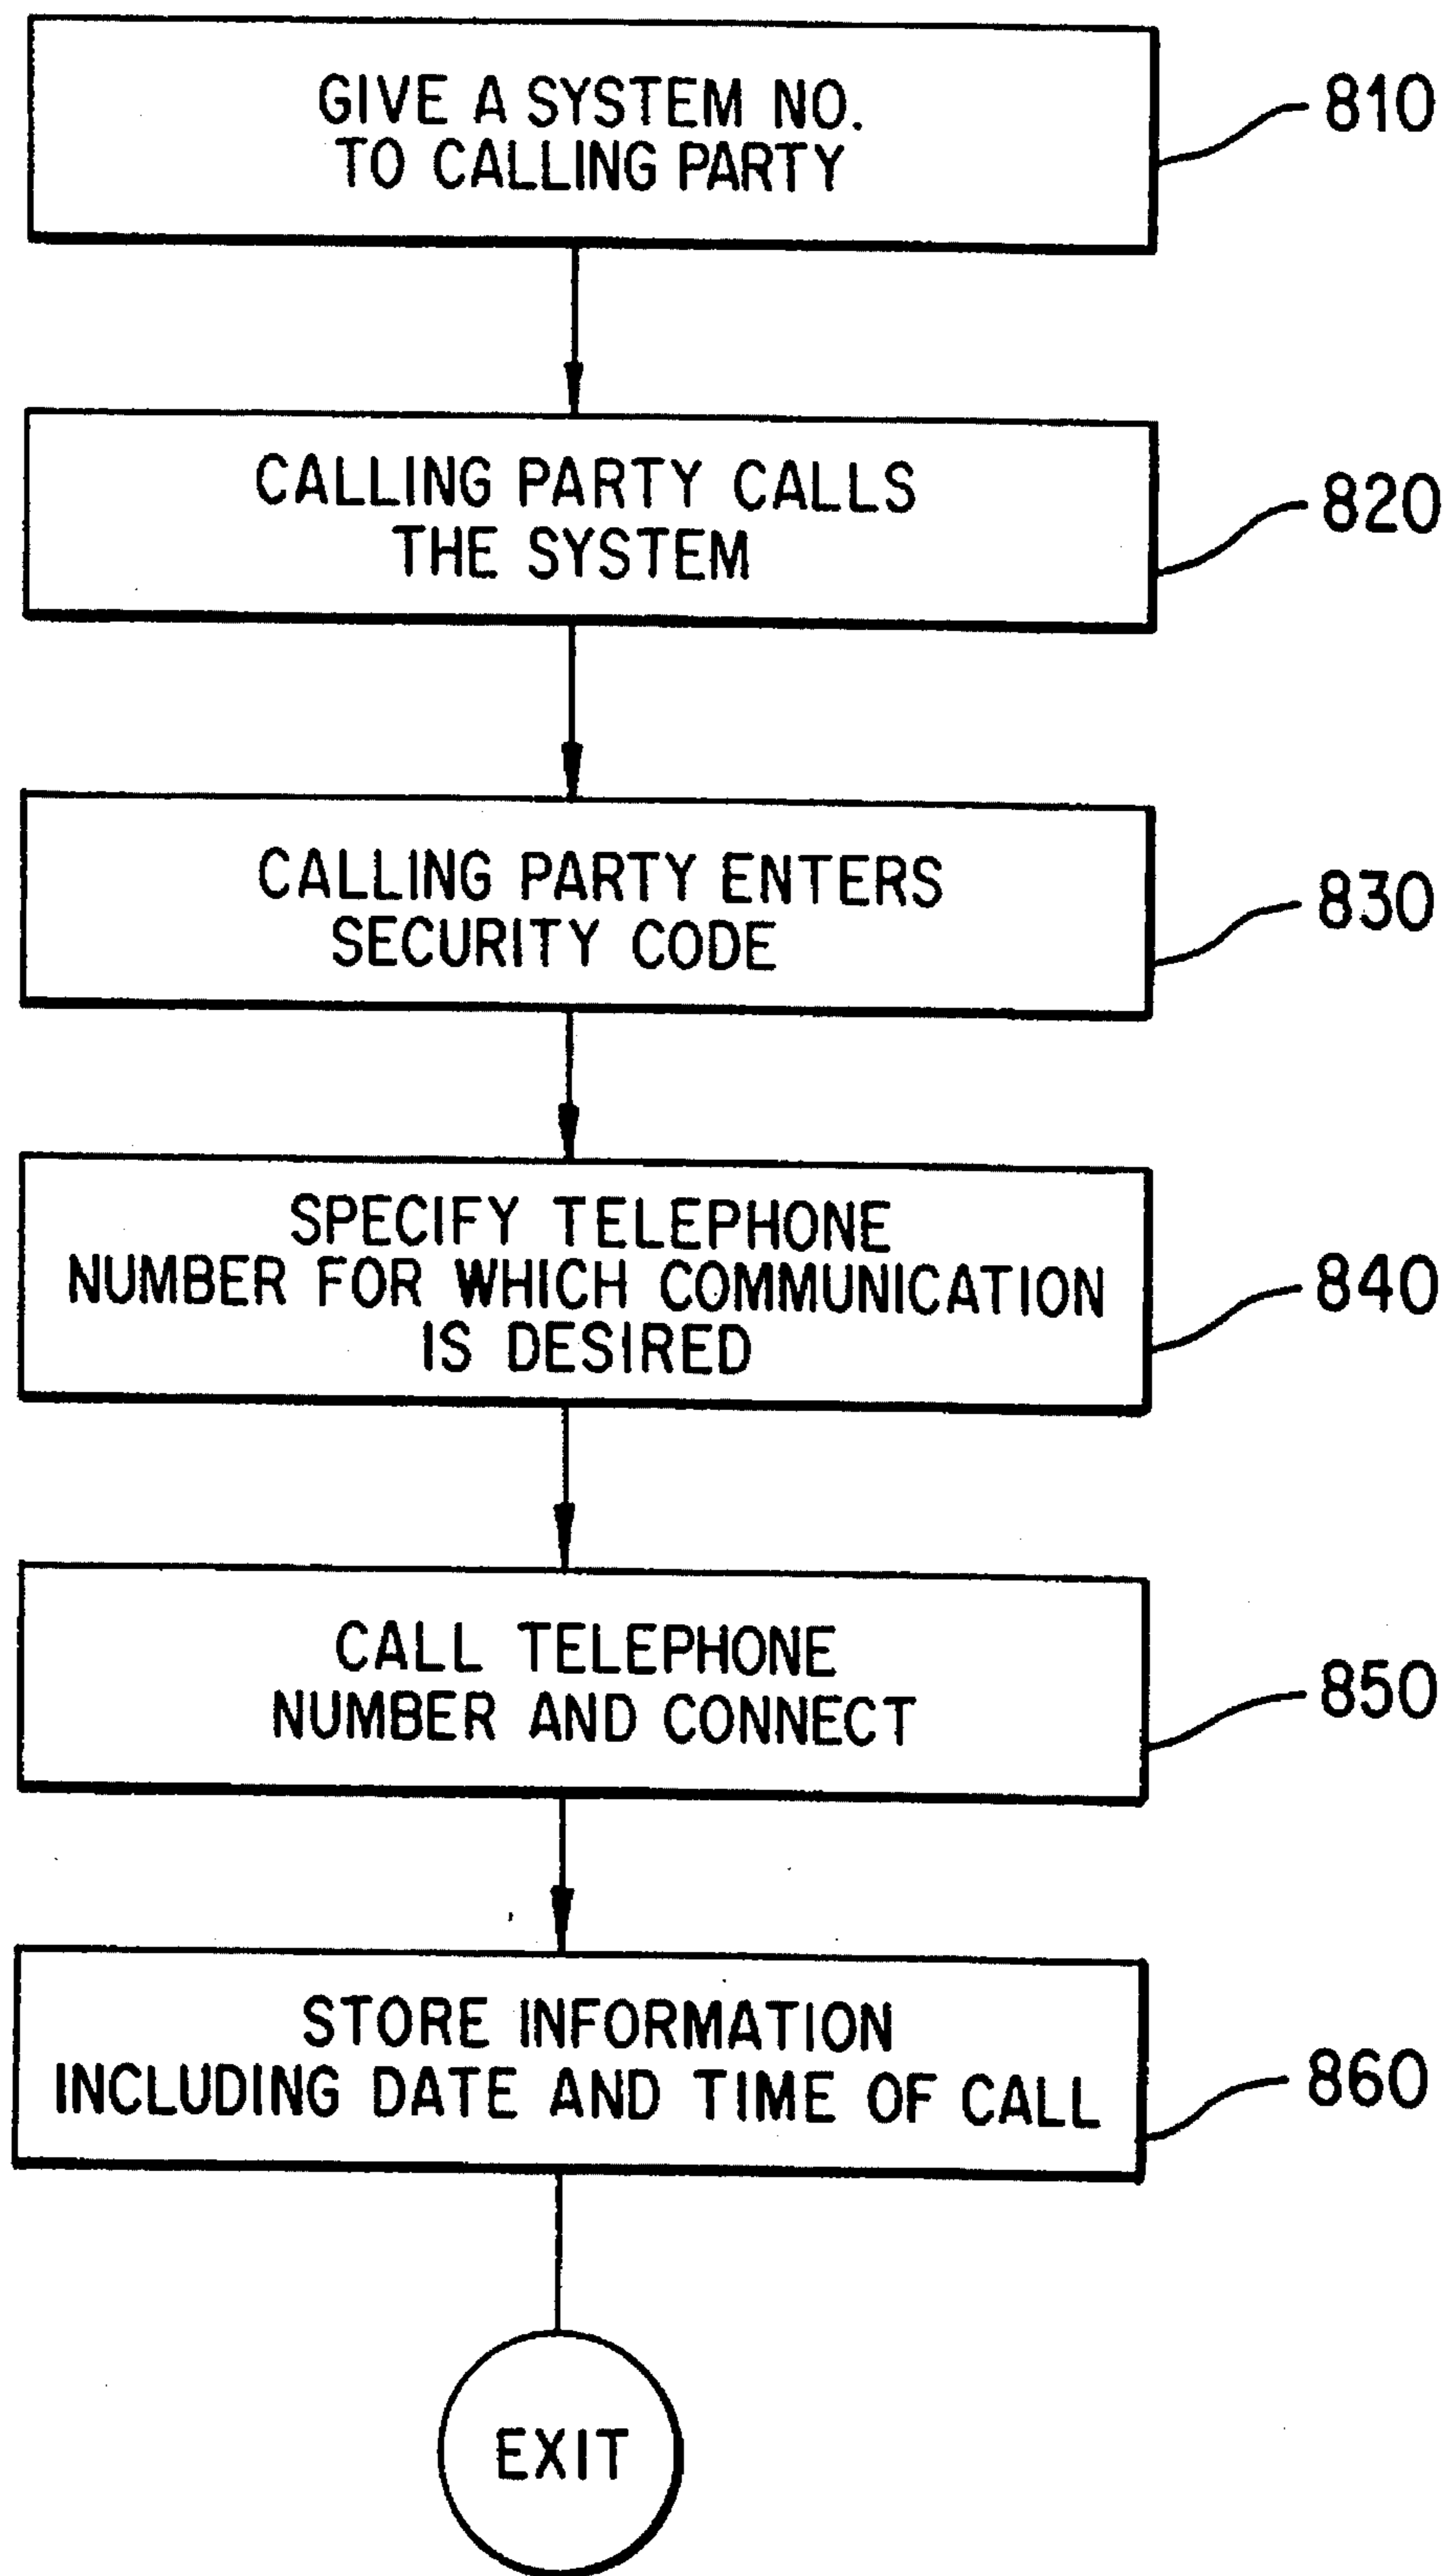 GIVE A SYSTEM NO.
TO CALLING PARTY
810
CALLING PARTY CALLS
THE SYSTEM
820
CALLING PARTY ENTERS
SECURITY CODE
830
SPECIFY TELEPHONE
NUMBER FOR WHICH COMMUNICATION
IS DESIRED
840
CALL TELEPHONE
NUMBER AND CONNECT
850
STORE INFORMATION
INCLUDING DATE AND TIME OF CALL
860
EXIT